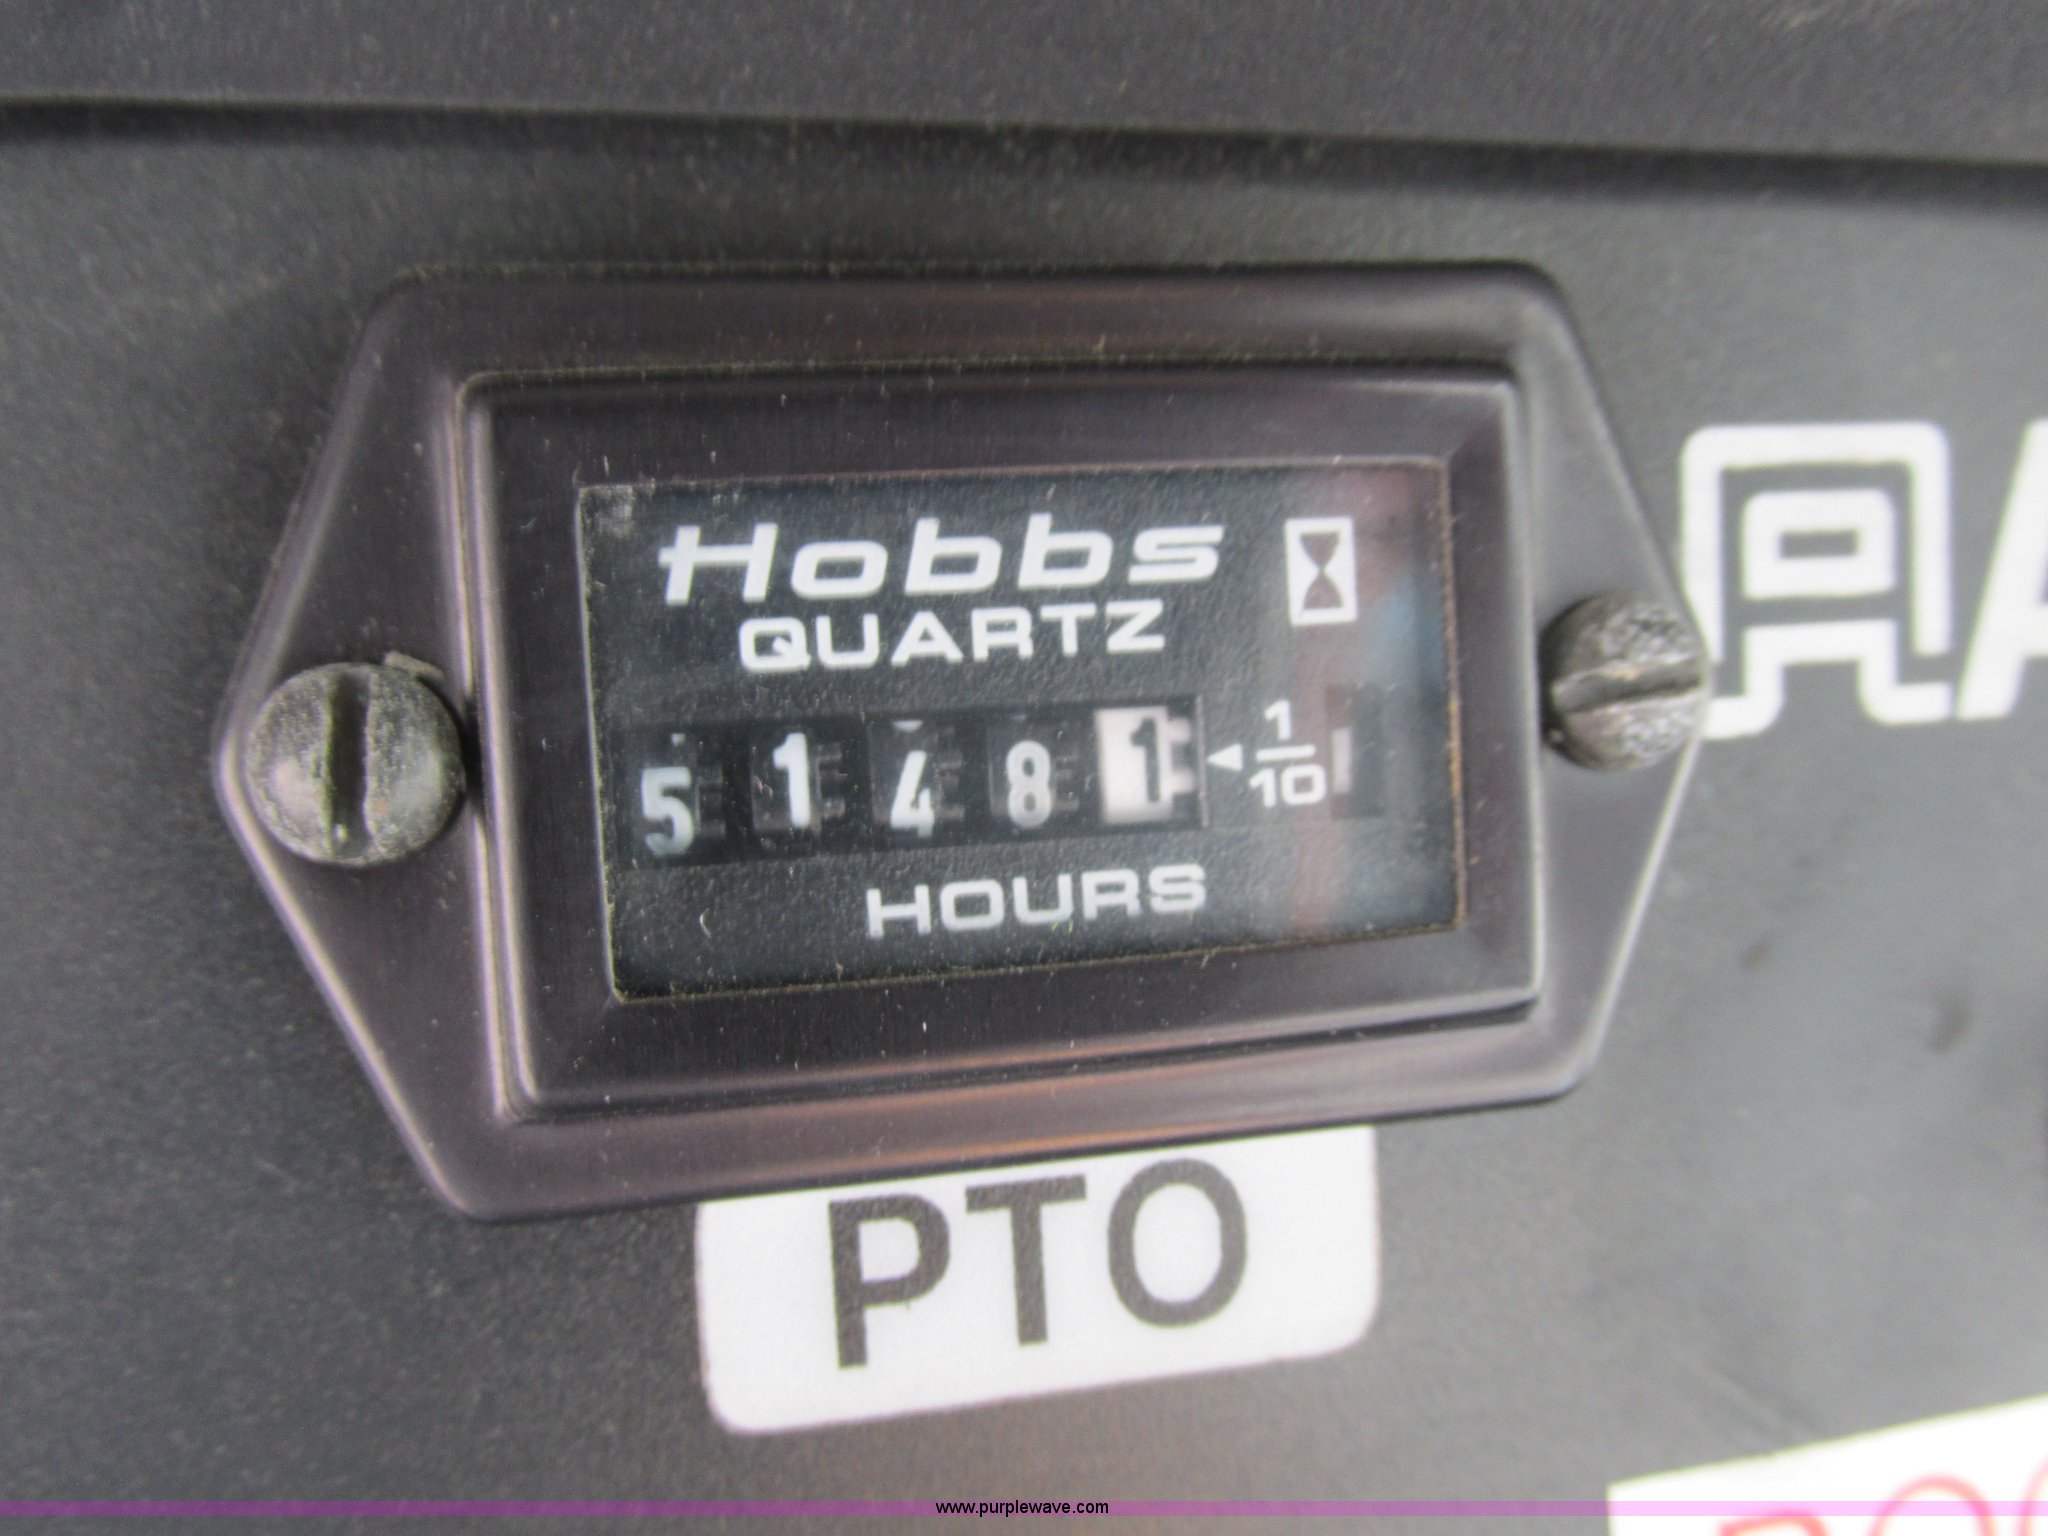 Hobbs
QUARTZ
5 1 4 8 1 1/10
HOURS
PTO
www.purplewave.com